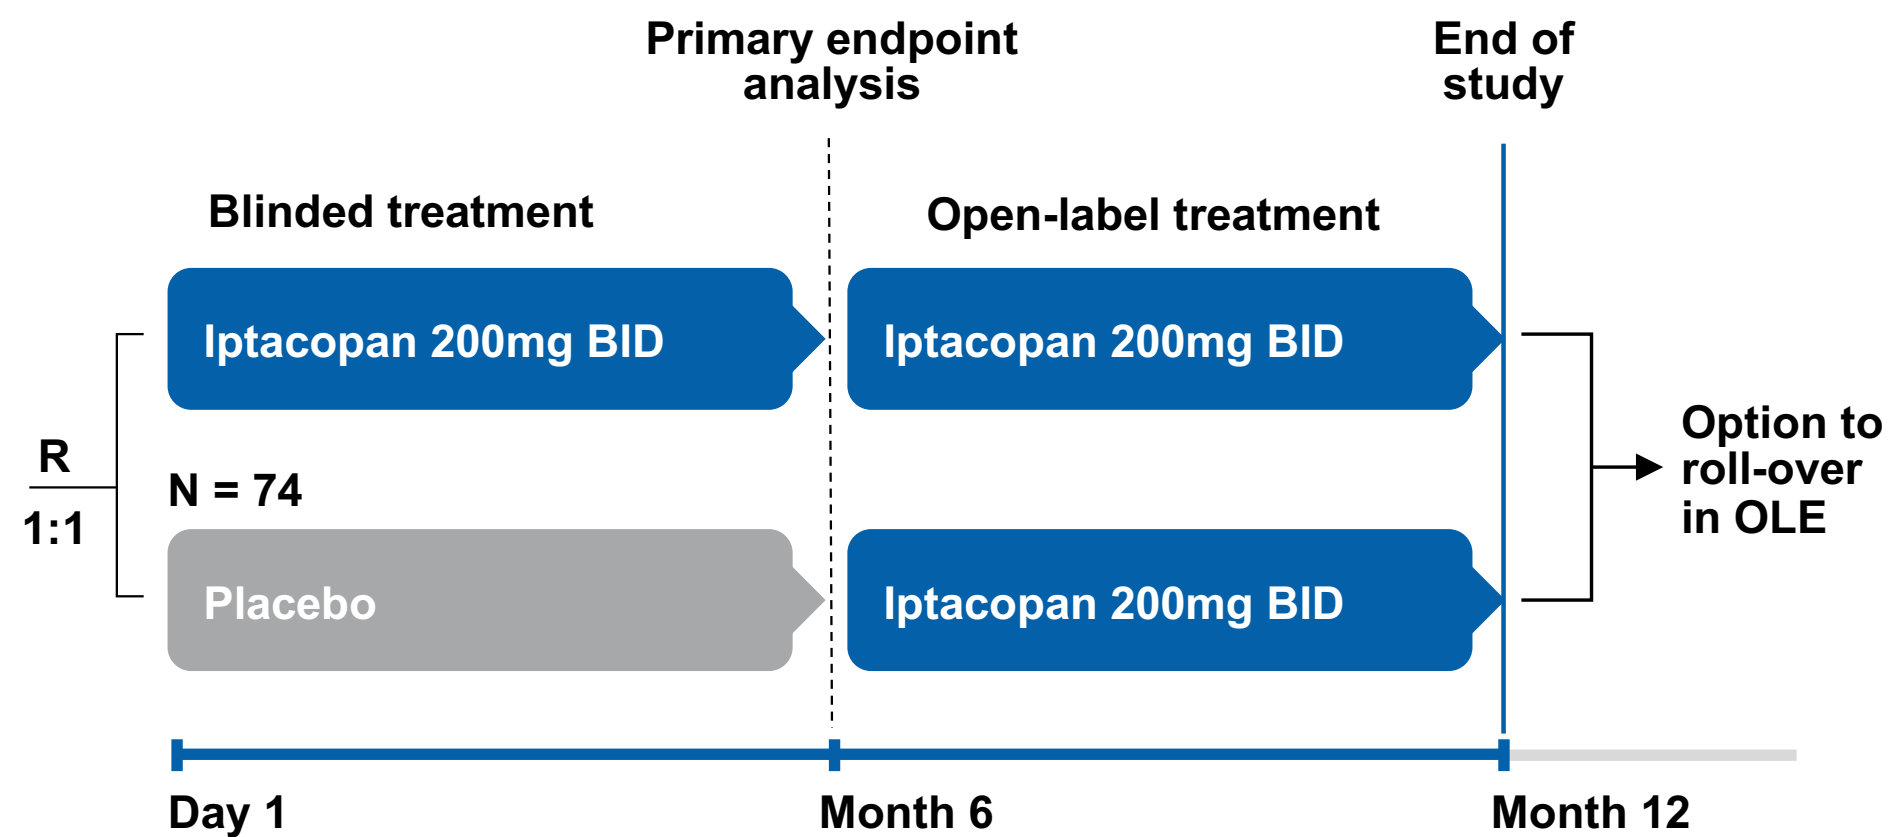 Primary endpoint
analysis
End of
study
Blinded treatment
Open-label treatment
Iptacopan 200mg BID
Iptacopan 200mg BID
R
1:1
N = 74
Placebo
Iptacopan 200mg BID
Option to
roll-over
in OLE
Day 1
Month 6
Month 12